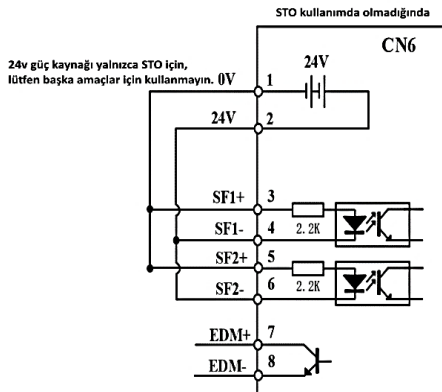 STO kullanımda olmadığında
CN6
24v güç kaynağı yalnızca STO için,
lütfen başka amaçlar için kullanmayın.
0V 1 24V
24V 2
SF1+ 3
SF1- 4 2.2K
SF2+ 5
SF2- 6 2.2K
EDM+ 7
EDM- 8